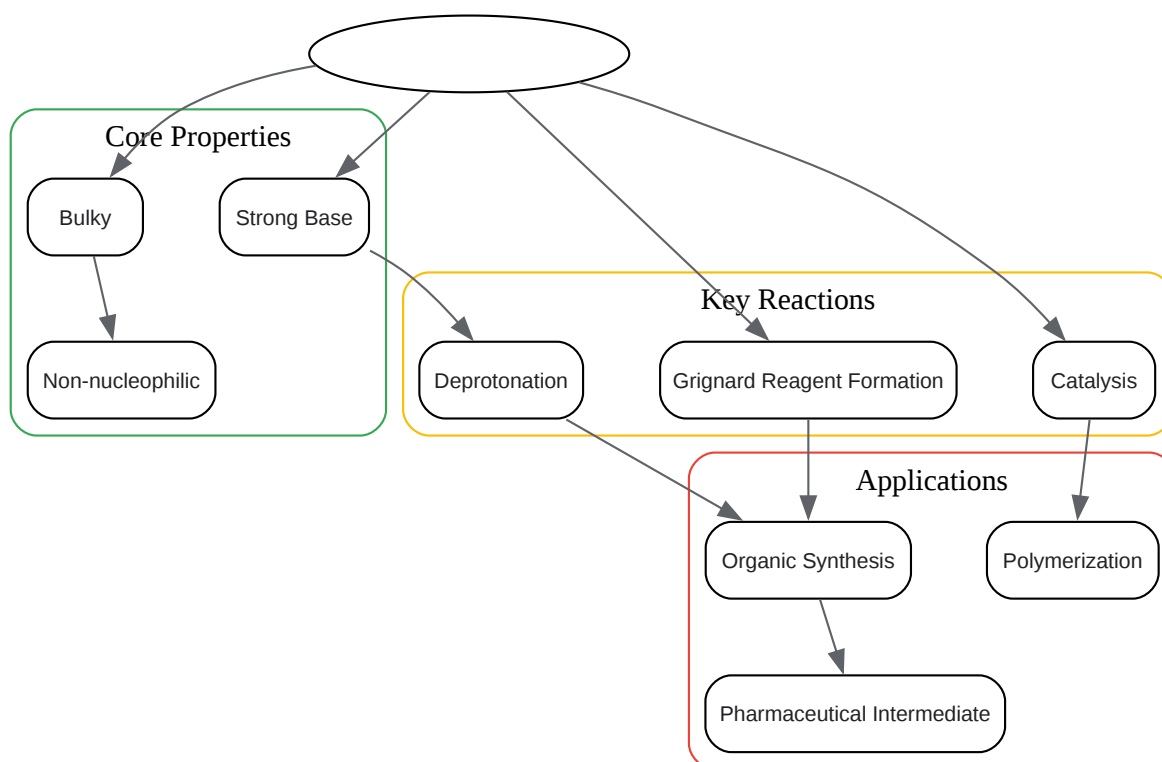 Core Properties
Bulky
Strong Base
Non-nucleophilic
Key Reactions
Deprotonation
Grignard Reagent Formation
Catalysis
Applications
Organic Synthesis
Polymerization
Pharmaceutical Intermediate